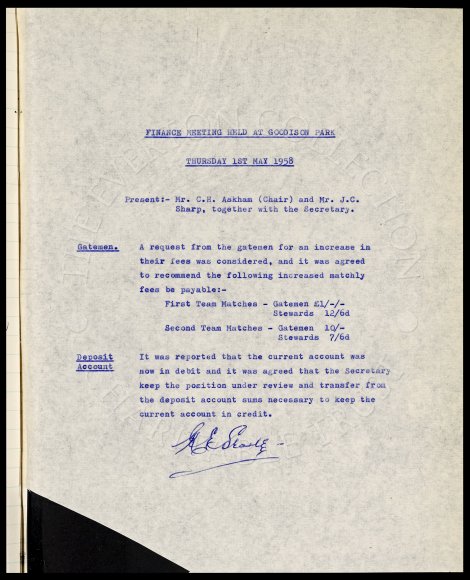 FINANCE MEETING HELD AT GOODISON PARK
THURSDAY 1ST MAY 1958
Present:- Mr. C.H. Askham (Chair) and Mr. J.C.
Sharp, together with the Secretary.
Gatemen. A request from the gatemen for an increase in
their fees was considered, and it was agreed
to recommend the following increased matchly
fees be payable:-
First Team Matches - Gatemen £1/-/-
Stewards 12/6d
Second Team Matches - Gatemen 10/-
Stewards 7/6d
Deposit It was reported that the current account was
Account now in debit and it was agreed that the Secretary
keep the position under review and transfer from
the deposit account sums necessary to keep the
current account in credit.